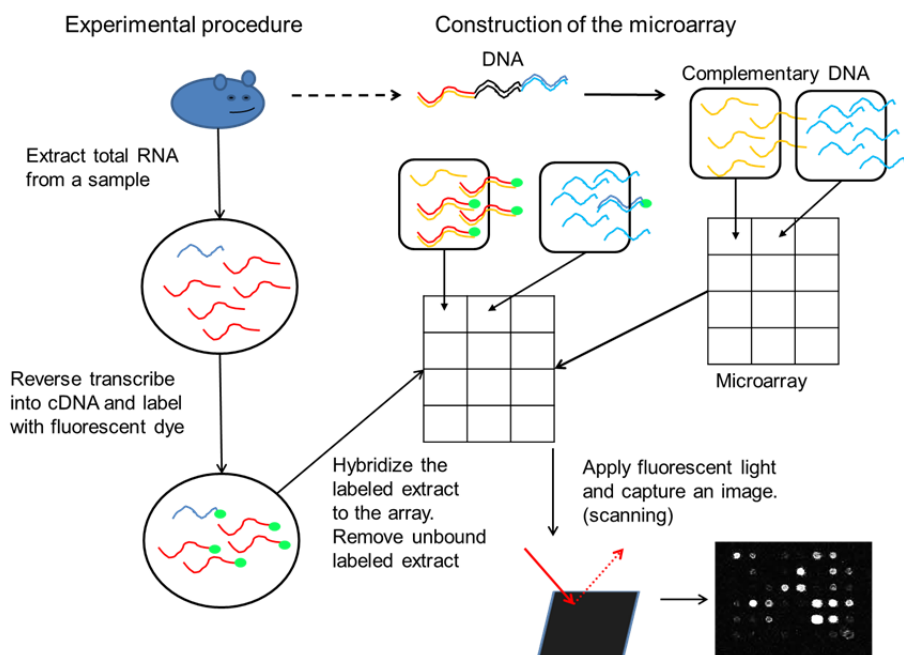 Experimental procedure
Construction of the microarray
DNA
Complementary DNA
Extract total RNA
from a sample
Microarray
Reverse transcribe
into cDNA and label
with fluorescent dye
Hybridize the
labeled extract
to the array.
Remove unbound
labeled extract
Apply fluorescent light
and capture an image.
(scanning)